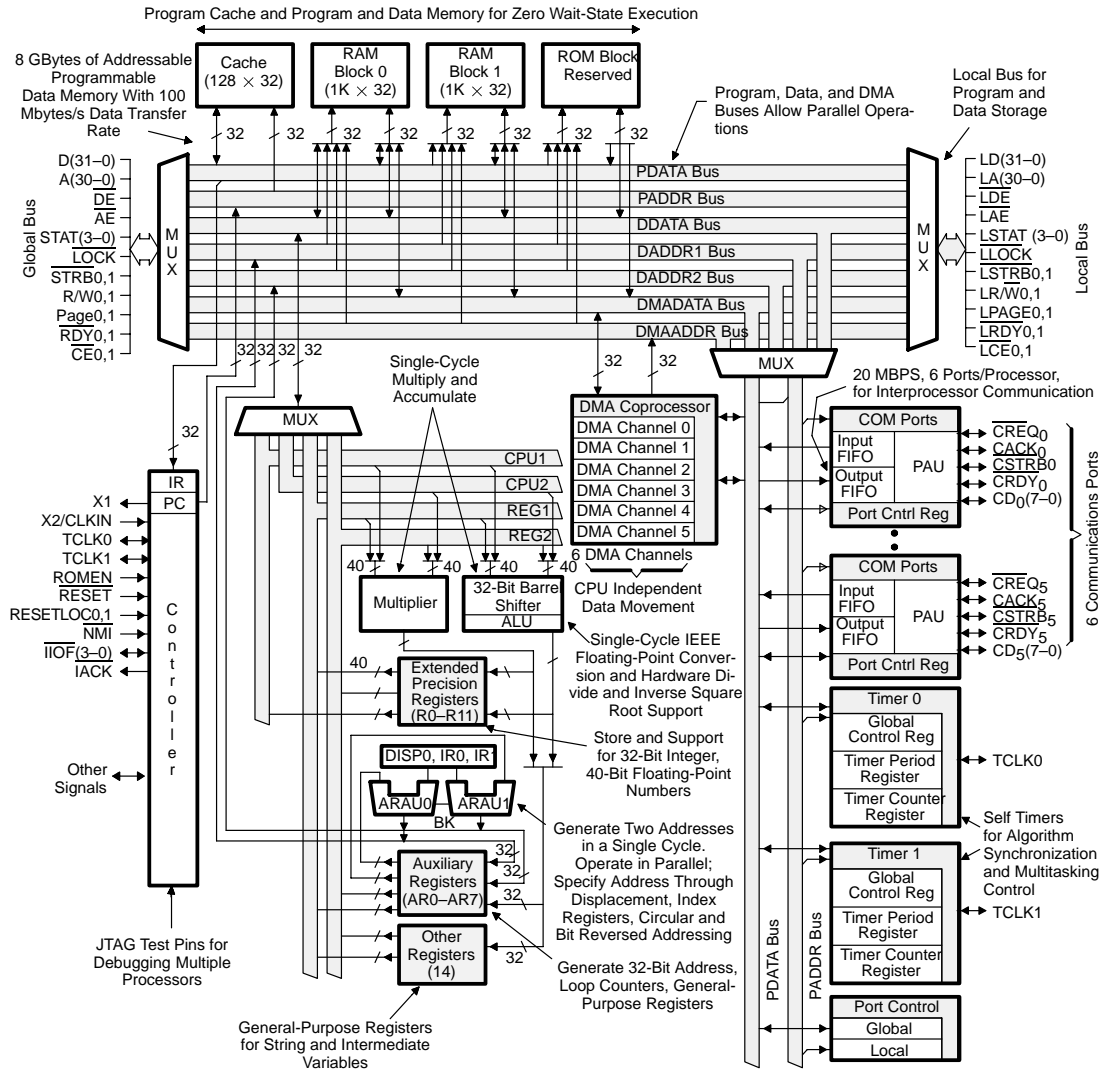 Program Cache and Program and Data Memory for Zero Wait-State Execution
8 GBytes of Addressable
Programmable
Data Memory With 100
Mbytes/s Data Transfer
Rate
Cache
(128 × 32)
RAM
Block 0
(1K × 32)
RAM
Block 1
(1K × 32)
ROM Block
Reserved
Program, Data, and DMA
Buses Allow Parallel Opera-
tions
Local Bus for
Program and
Data Storage
32
32
32
32
32
Global Bus
D(31–0)
A(30–0)
DE
AE
STAT(3–0)
LOCK
STRB0,1
R/W0,1
Page0,1
RDY0,1
CE0,1
MUX
PDATA Bus
PADDR Bus
DDATA Bus
DADDR1 Bus
DADDR2 Bus
DMADATA Bus
DMAADDR Bus
MUX
LD(31–0)
LA(30–0)
LDE
LAE
LSTAT (3–0)
LLOCK
LSTRB0,1
LR/W0,1
LPAGE0,1
LRDY0,1
LCE0,1
Local Bus
32
32
32
32
32
32
MUX
Single-Cycle
Multiply and
Accumulate
20 MBPS, 6 Ports/Processor,
for Interprocessor Communication
MUX
32
CPU1
CPU2
REG1
REG2
DMA Coprocessor
DMA Channel 0
DMA Channel 1
DMA Channel 2
DMA Channel 3
DMA Channel 4
DMA Channel 5
6 DMA Channels
CPU Independent
Data Movement
COM Ports
Input
FIFO
Output
FIFO
PAU
Port Cntrl Reg
CREQ0
CACK0
CSTRB0
CRDY0
CD0(7–0)
COM Ports
Input
FIFO
Output
FIFO
PAU
Port Cntrl Reg
CREQ5
CACK5
CSTRB5
CRDY5
CD5(7–0)
6 Communications Ports
IR
PC
Controller
X1
X2/CLKIN
TCLK0
TCLK1
ROMEN
RESET
RESETLOC0,1
NMI
IIOF(3–0)
IACK
Other
Signals
JTAG Test Pins for
Debugging Multiple
Processors
40
40
40
40
Multiplier
32-Bit Barrel
Shifter
ALU
Single-Cycle IEEE
Floating-Point Conver-
sion and Hardware Di-
vide and Inverse Square
Root Support
40
Extended
Precision
Registers
(R0–R11)
Store and Support
for 32-Bit Integer,
40-Bit Floating-Point
Numbers
DISP0, IR0, IR1
ARAU0
ARAU1
BK
Generate Two Addresses
in a Single Cycle.
Operate in Parallel;
Specify Address Through
Displacement, Index
Registers, Circular and
Bit Reversed Addressing
32
32
32
32
Auxiliary
Registers
(AR0–AR7)
Other
Registers
(14)
32
Generate 32-Bit Address,
Loop Counters, General-
Purpose Registers
General-Purpose Registers
for String and Intermediate
Variables
PDATA Bus
PADDR Bus
Timer 0
Global
Control Reg
Timer Period
Register
Timer Counter
Register
TCLK0
Self Timers
for Algorithm
Synchronization
and Multitasking
Control
Timer 1
Global
Control Reg
Timer Period
Register
Timer Counter
Register
TCLK1
Port Control
Global
Local